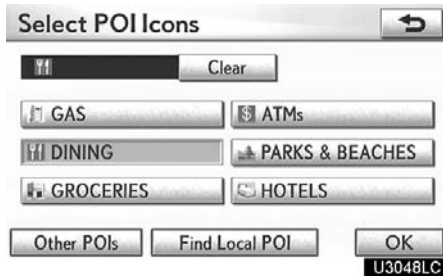 Select POI Icons
Clear
GAS
$ ATMs
DINING
PARKS & BEACHES
GROCERIES
HOTELS
Other POIs
Find Local POI
OK
U3048LC